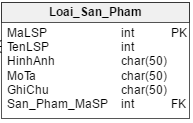 Loai_San_Pham
MaLSP int PK
TenLSP int
HinhAnh char(50)
MoTa char(50)
GhiChu char(50)
San_Pham_MaSP int FK